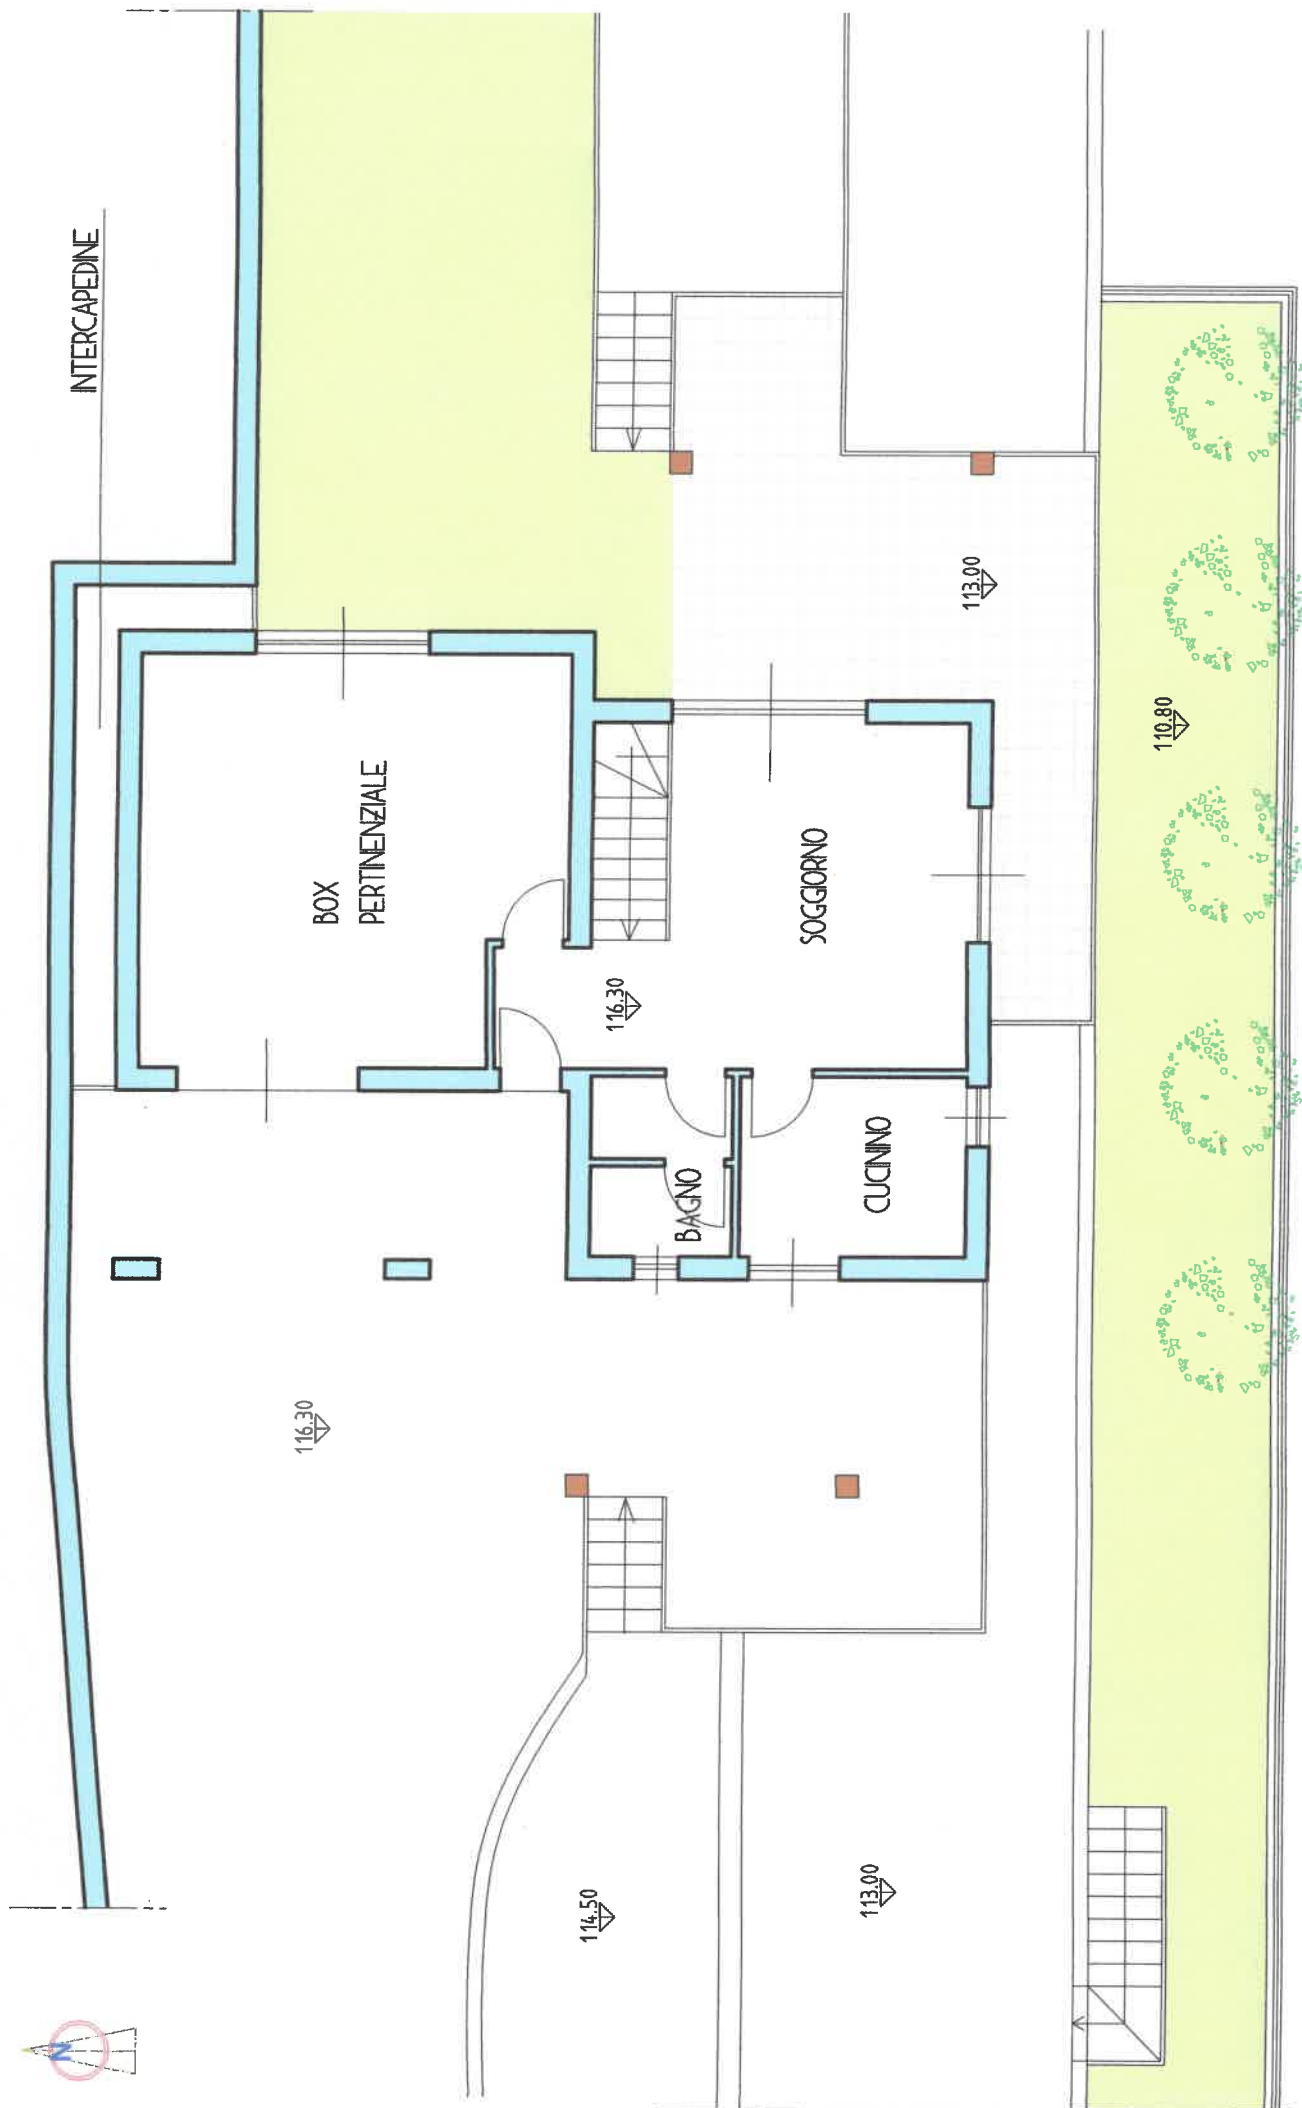 INTERCAPEDINE
BOX
PERTINENZIALE
SOGGIORNO
116.30
BAGNO
CUCININO
116.30
113.00
110.80
114.50
113.00
N